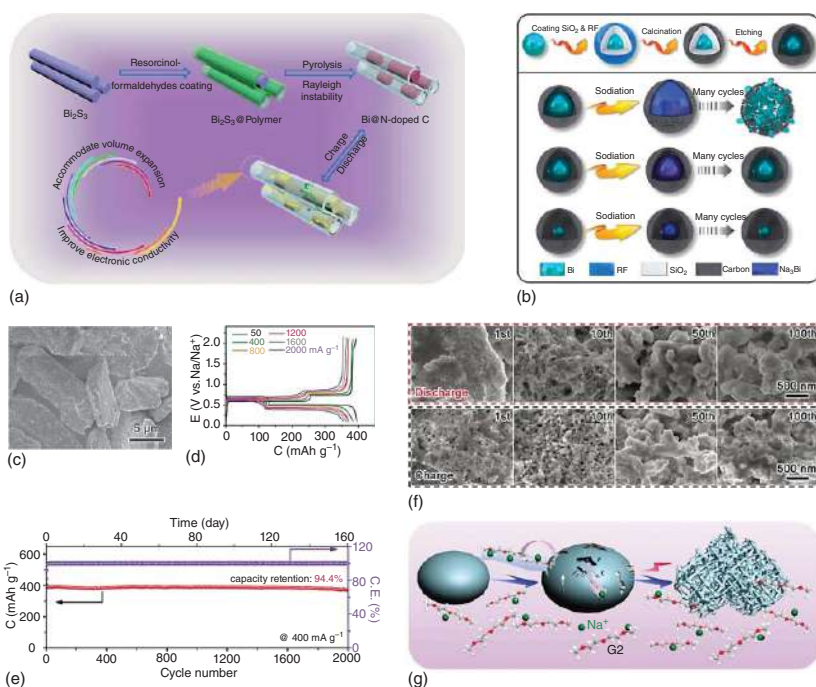 Resorcinol-
formaldehydes coating
Pyrolysis
Rayleigh
instability
Bi₂S₃
Bi₂S₃@Polymer
Bi@N-doped C
Charge
Discharge
Accommodate volume expansion
Improve electronic conductivity
(a)
Coating SiO₂ & RF
Calcination
Etching
Sodiation
Many cycles
Sodiation
Many cycles
Sodiation
Many cycles
Bi
RF
SiO₂
Carbon
Na₃Bi
(b)
5 μm
(c)
50
400
800
1200
1600
2000 mA g⁻¹
E (V vs.Na/Na⁺)
2.0
1.5
1.0
0.5
0.0
0 100 200 300 400
C (mAh g⁻¹)
(d)
1st
10th
50th
100th
Discharge
500 nm
1st
10th
50th
100th
Charge
500 nm
(f)
Time (day)
0 40 80 120 160
C (mAh g⁻¹)
600
400
200
0
capacity retention: 94.4%
@ 400 mA g⁻¹
120
80
60
40
20
0
C.E. (%)
0 400 800 1200 1600 2000
Cycle number
(e)
Na⁺
G2
(g)